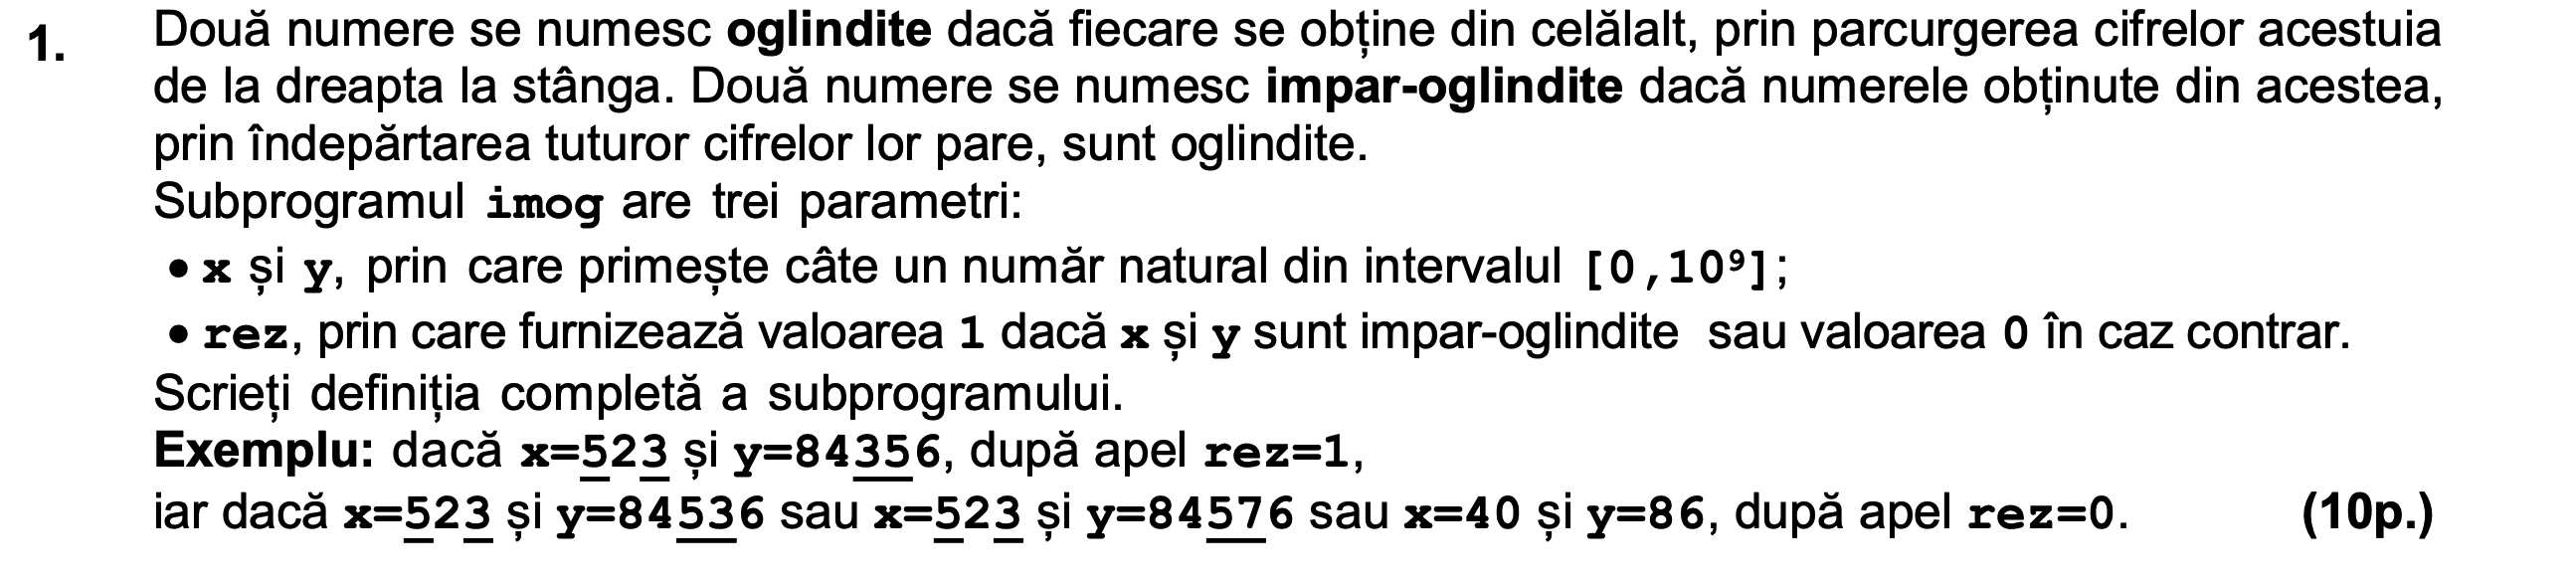 1. Două numere se numesc oglindite dacă fiecare se obține din celălalt, prin parcurgerea cifrelor acestuia
de la dreapta la stânga. Două numere se numesc impar-oglindite dacă numerele obținute din acestea,
prin îndepărtarea tuturor cifrelor lor pare, sunt oglindite.
Subprogramul imog are trei parametri:
• x și y, prin care primește câte un număr natural din intervalul [0,10⁹];
• rez, prin care furnizează valoarea 1 dacă x și y sunt impar-oglindite sau valoarea 0 în caz contrar.
Scrieți definiția completă a subprogramului.
Exemplu: dacă x=523 și y=84356, după apel rez=1,
iar dacă x=523 și y=84536 sau x=523 și y=84576 sau x=40 și y=86, după apel rez=0. (10p.)